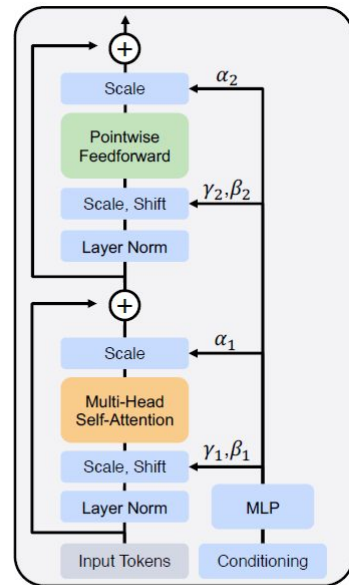 +
Scale
α₂
Pointwise
Feedforward
Scale, Shift
γ₂,β₂
Layer Norm
+
Scale
α₁
Multi-Head
Self-Attention
Scale, Shift
γ₁,β₁
Layer Norm
MLP
Input Tokens
Conditioning